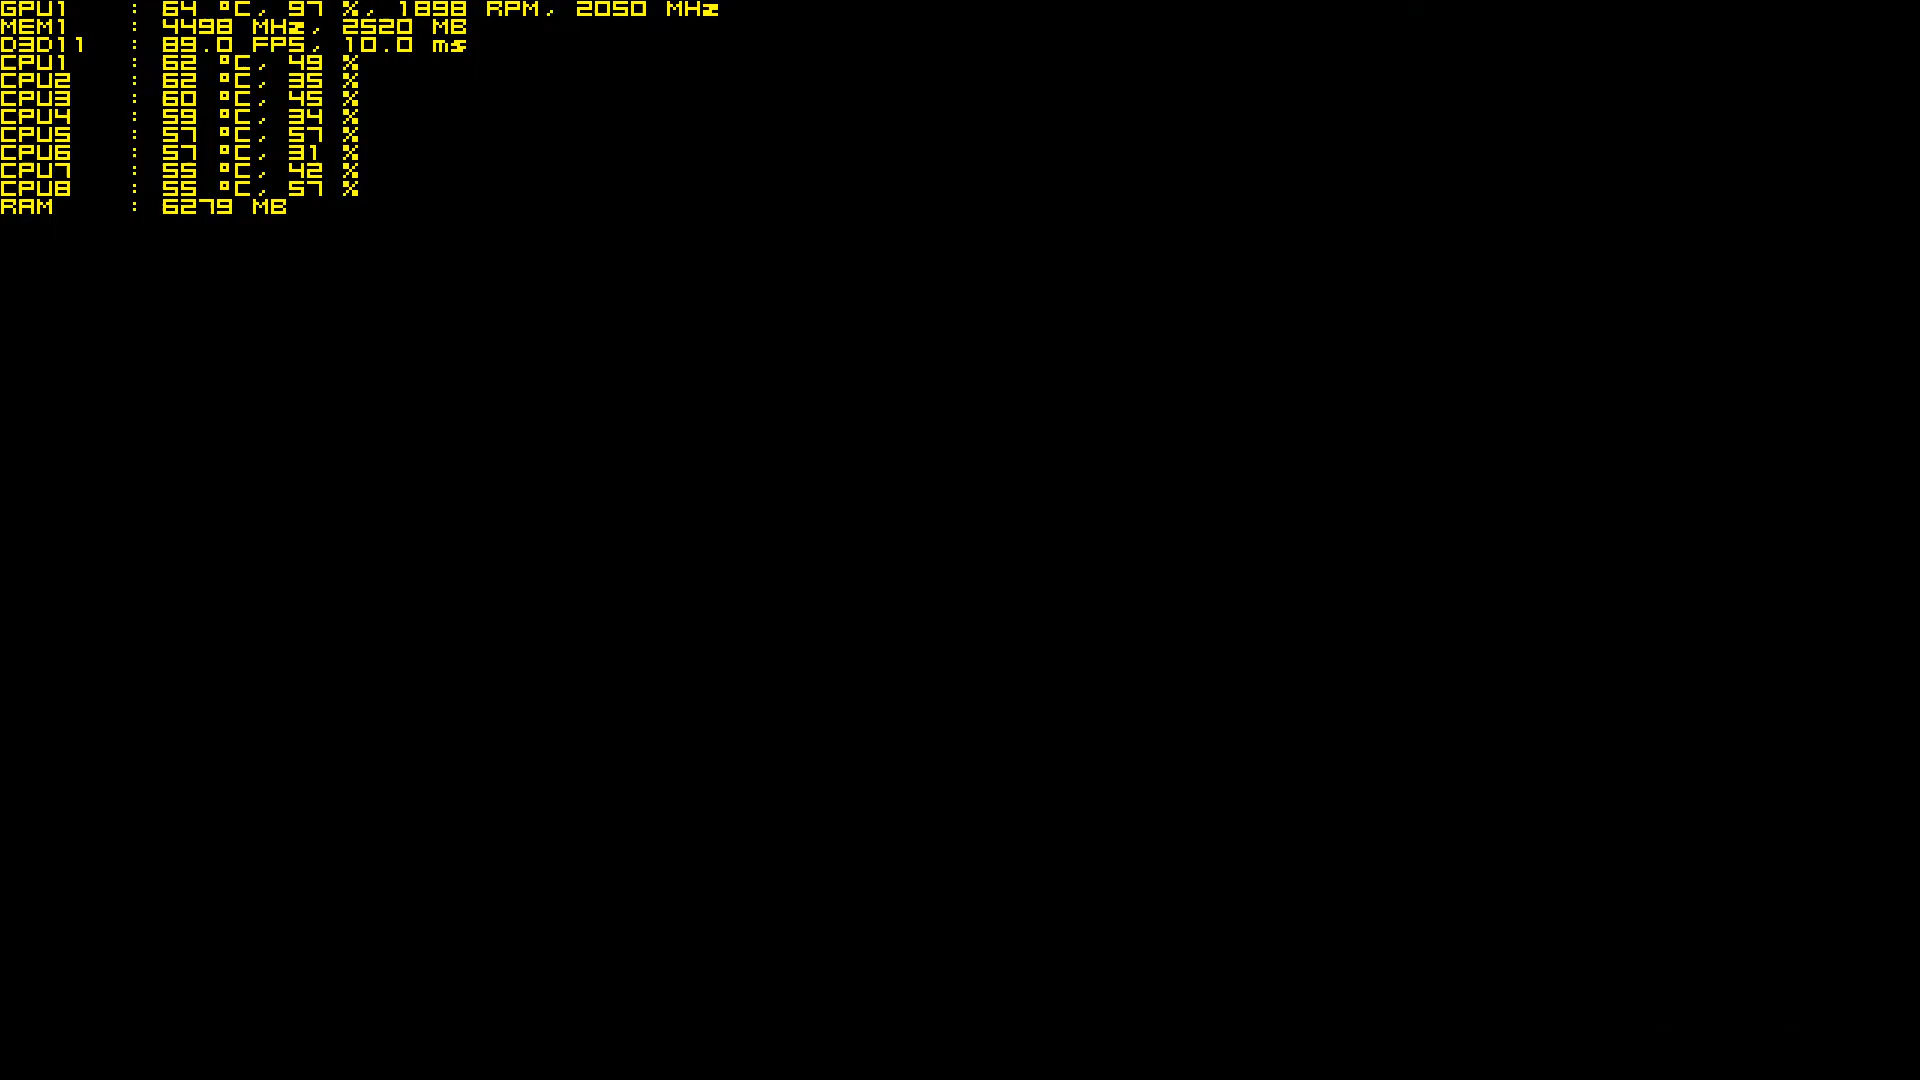 GPU1 : 64 °C, 97 %, 1898 RPM, 2050 MHz
MEM1 : 4498 MHz, 2520 MB
D3D11 : 89.0 FPS, 10.0 ms
CPU1 : 62 °C, 49 %
CPU2 : 62 °C, 35 %
CPU3 : 60 °C, 45 %
CPU4 : 59 °C, 34 %
CPU5 : 57 °C, 57 %
CPU6 : 57 °C, 31 %
CPU7 : 55 °C, 42 %
CPU8 : 55 °C, 57 %
RAM : 6279 MB